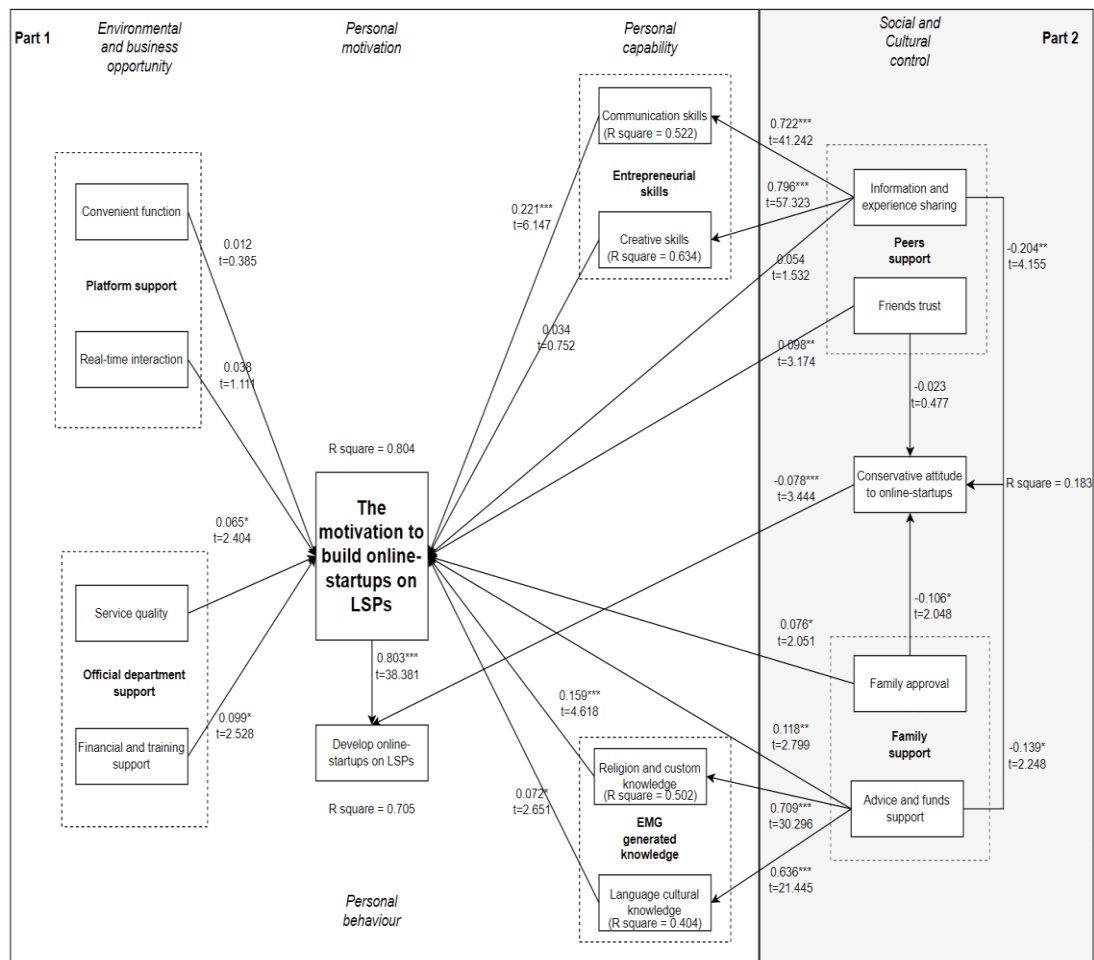 Part 1
Environmental
and business
opportunity
Personal
motivation
Personal
capability
Social and
Cultural
control
Part 2
Convenient function
Platform support
Real-time interaction
0.012
t=0.385
0.038
t=1.111
Service quality
Official department
support
Financial and training
support
0.065*
t=2.404
0.099*
t=2.528
R square = 0.804
The
motivation to
build online-
startups on
LSPs
0.803***
t=38.381
Develop online-
startups on LSPs
R square = 0.705
Personal
behaviour
Communication skills
(R square = 0.522)
Entrepreneurial
skills
Creative skills
(R square = 0.634)
0.221***
t=6.147
0.034
t=0.752
0.159***
t=4.618
0.072*
t=2.651
Religion and custom
knowledge
(R square = 0.502)
EMG
generated
knowledge
Language cultural
knowledge
(R square = 0.404)
0.722***
t=41.242
0.796***
t=57.323
0.054
t=1.532
0.098**
t=3.174
-0.078***
t=3.444
0.076*
t=2.051
0.118**
t=2.799
0.709***
t=30.296
0.636***
t=21.445
Information and
experience sharing
Peers
support
Friends trust
-0.204**
t=4.155
-0.023
t=0.477
Conservative attitude
to online-startups
R square = 0.183
-0.106*
t=2.048
Family approval
Family
support
Advice and funds
support
-0.139*
t=2.248